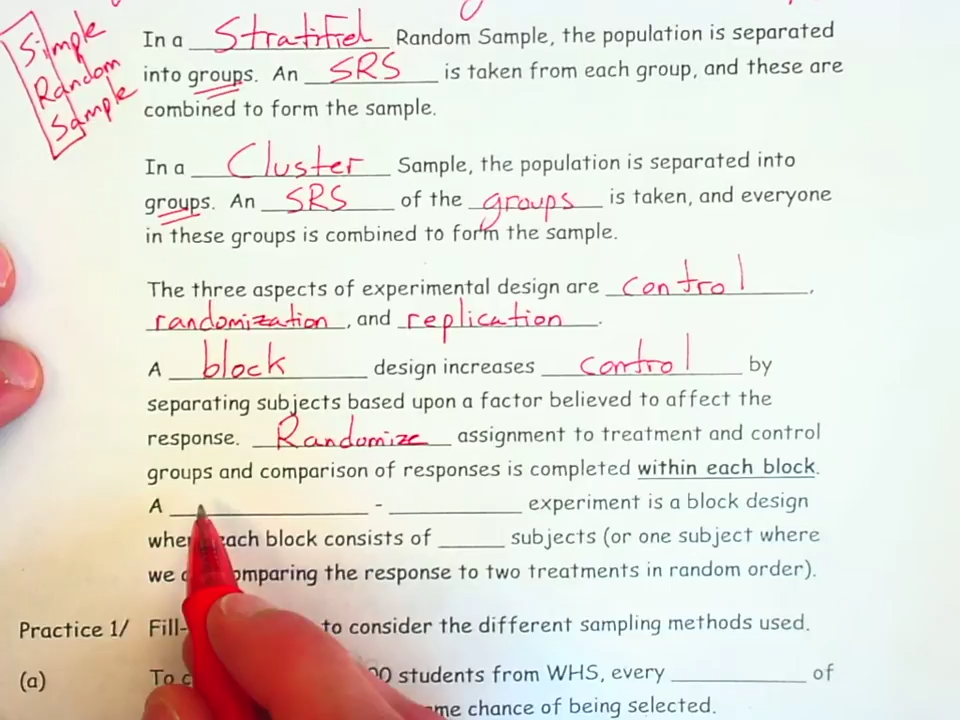 Simple
Random
Sample
In a Stratified Random Sample, the population is separated
into groups. An SRS is taken from each group, and these are
combined to form the sample.
In a Cluster Sample, the population is separated into
groups. An SRS of the groups is taken, and everyone
in these groups is combined to form the sample.
The three aspects of experimental design are control,
randomization, and replication.
A block design increases control by
separating subjects based upon a factor believed to affect the
response. Randomize assignment to treatment and control
groups and comparison of responses is completed within each block.
A ____________ - ________ experiment is a block design
each block consists of ____ subjects (or one subject where
we comparing the response to two treatments in random order).
Practice 1/ Fill- to consider the different sampling methods used.
(a) To students from WHS, every ________ of
chance of being selected.